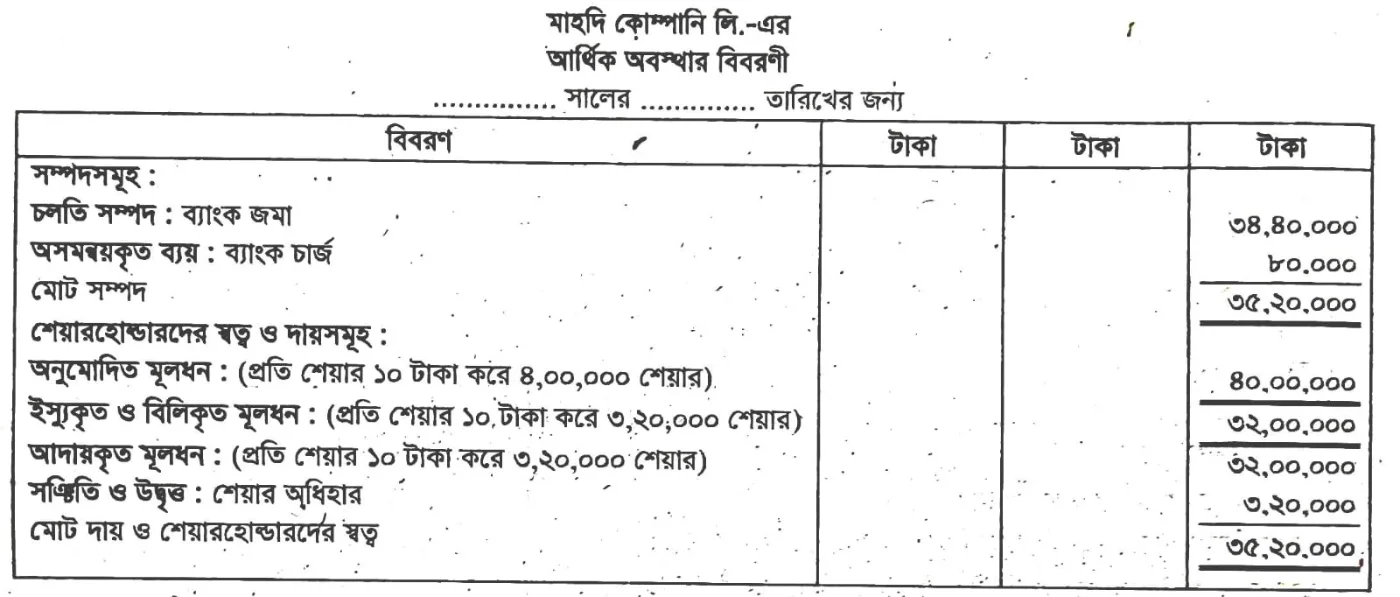 মাহদি কোম্পানি লি.-এর
আর্থিক অবস্থার বিবরণী
............... সালের .............. তারিখের জন্য
বিবরণ টাকা টাকা টাকা
সম্পদসমূহ :
চলতি সম্পদ : ব্যাংক জমা ৩৪,৪০,০০০
অসমন্বয়কৃত ব্যয় : ব্যাংক চার্জ ৮০,০০০
মোট সম্পদ ৩৫,২০,০০০
শেয়ারহোল্ডারদের স্বত্ব ও দায়সমূহ :
অনুমোদিত মূলধন : (প্রতি শেয়ার ১০ টাকা করে ৪,০০,০০০ শেয়ার) ৪০,০০,০০০
ইস্যুকৃত ও বিলিকৃত মূলধন : (প্রতি শেয়ার ১০ টাকা করে ৩,২০,০০০ শেয়ার) ৩২,০০,০০০
আদায়কৃত মূলধন : (প্রতি শেয়ার ১০ টাকা করে ৩,২০,০০০ শেয়ার) ৩২,০০,০০০
সঞ্চিতি ও উদ্বৃত্ত : শেয়ার অধিহার ৩,২০,০০০
মোট দায় ও শেয়ারহোল্ডারদের স্বত্ব ৩৫,২০,০০০